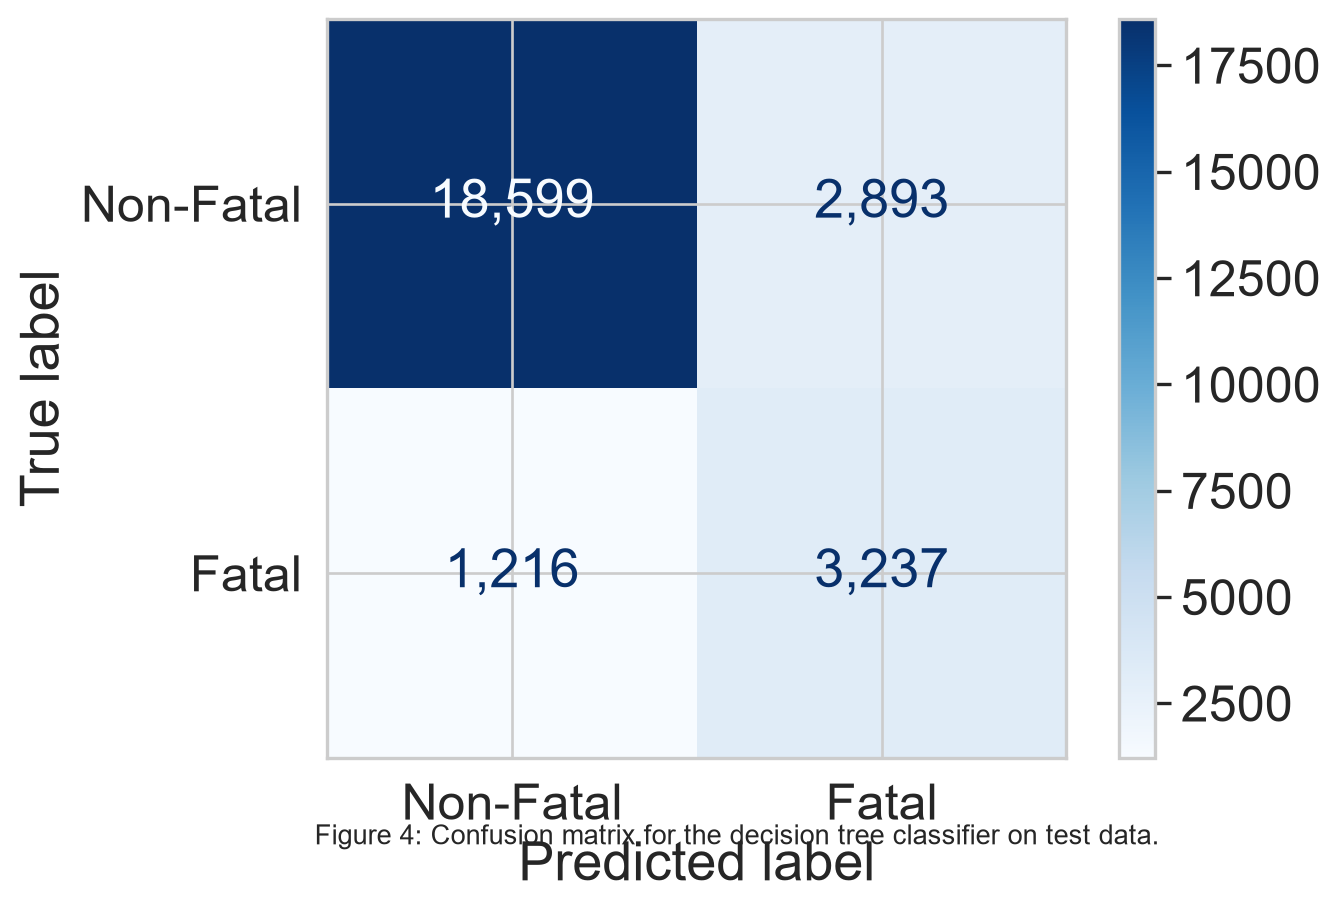 True label
Non-Fatal
18,599
2,893
Fatal
1,216
3,237
Non-Fatal
Fatal
Figure 4: Confusion matrix for the decision tree classifier on test data.
Predicted label
17500
15000
12500
10000
7500
5000
2500